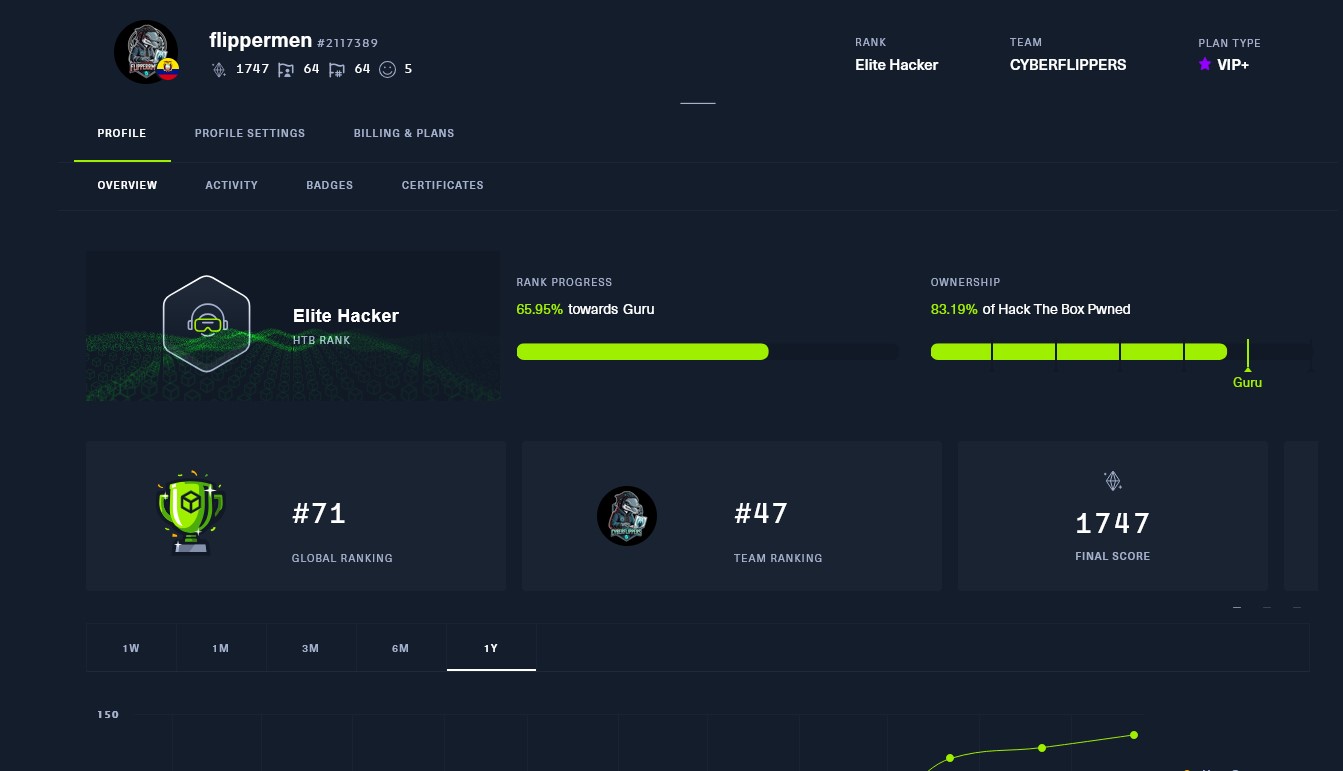 flippermen #2117389
1747 64 64 5
RANK
Elite Hacker
TEAM
CYBERFLIPPERS
PLAN TYPE
VIP+
PROFILE PROFILE SETTINGS BILLING & PLANS
OVERVIEW ACTIVITY BADGES CERTIFICATES
Elite Hacker
HTB RANK
RANK PROGRESS
65.95% towards Guru
OWNERSHIP
83.19% of Hack The Box Pwned
Guru
#71
GLOBAL RANKING
CYBERFLIPPERS
#47
TEAM RANKING
1747
FINAL SCORE
1W 1M 3M 6M 1Y
150